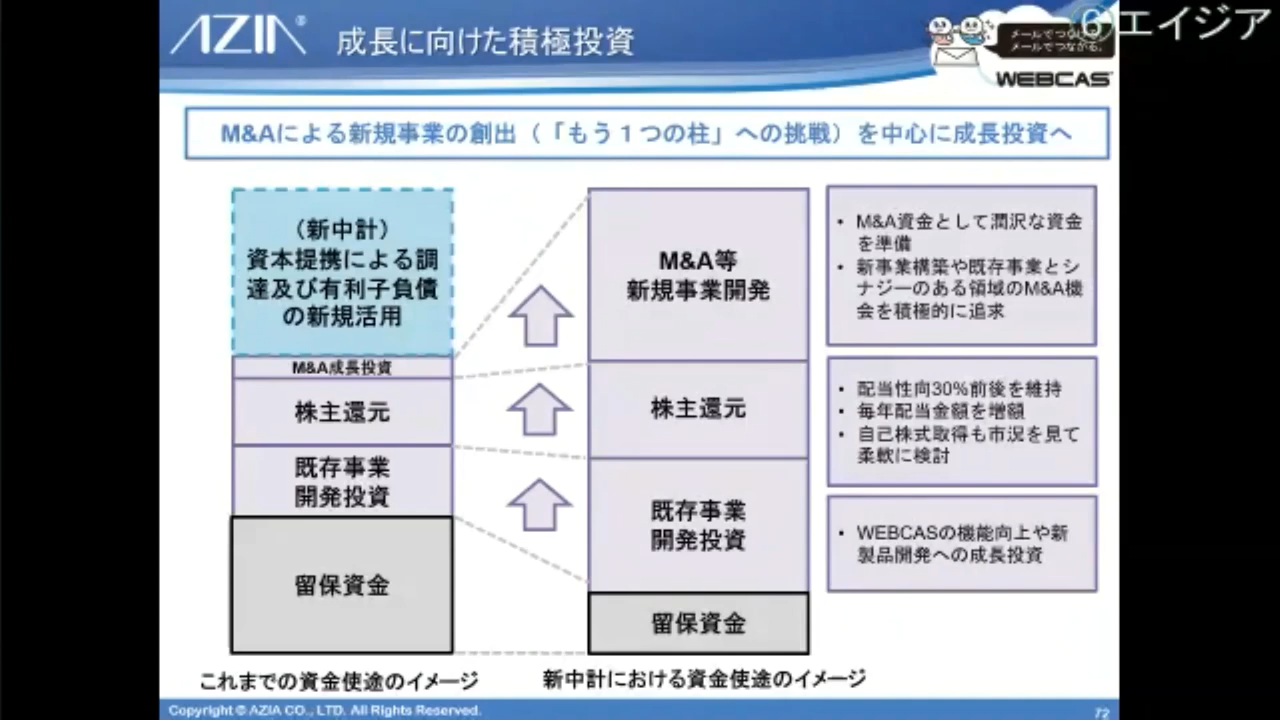 AZIA®
成長に向けた積極投資
⑥エイジア
メールでつながる。
WEBCAS
M&Aによる新規事業の創出（「もう１つの柱」への挑戦）を中心に成長投資へ
（新中計）
資本提携による調
達及び有利子負債
の新規活用
M&A成長投資
株主還元
既存事業
開発投資
留保資金
これまでの資金使途のイメージ
M&A等
新規事業開発
株主還元
既存事業
開発投資
留保資金
新中計における資金使途のイメージ
• M&A資金として潤沢な資金
を準備
• 新事業構築や既存事業とシ
ナジーのある領域のM&A機
会を積極的に追求
• 配当性向30%前後を維持
• 毎年配当金額を増額
• 自己株式取得も市況を見て
柔軟に検討
• WEBCASの機能向上や新
製品開発への成長投資
Copyright © AZIA CO., LTD. All Rights Reserved.
72